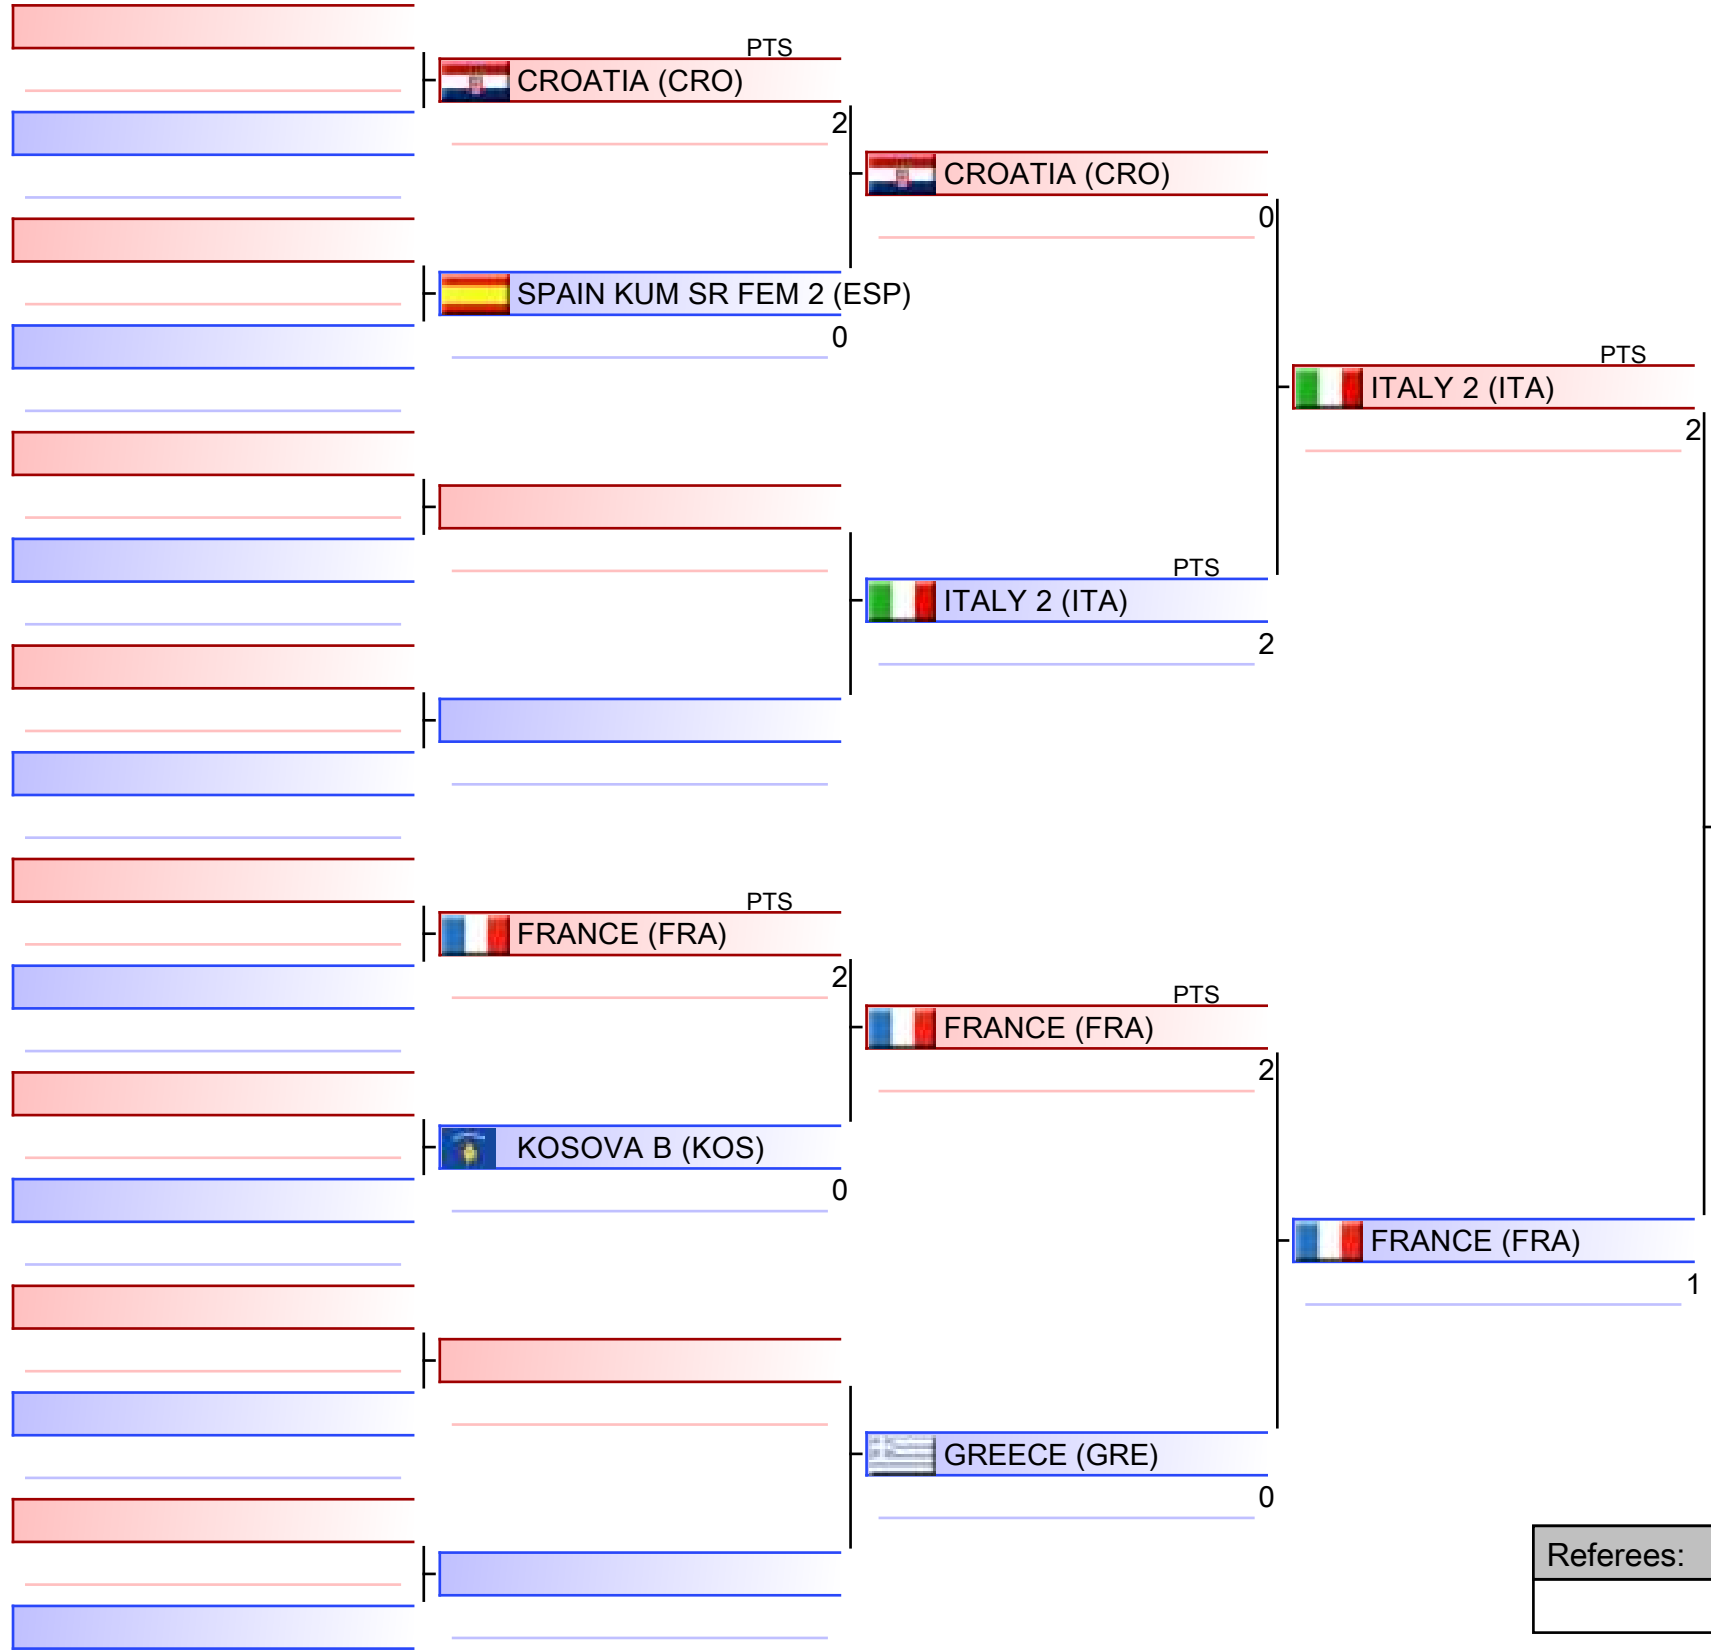 PTS
CROATIA (CRO)
2
SPAIN KUM SR FEM 2 (ESP)
0
PTS
FRANCE (FRA)
2
KOSOVA B (KOS)
0
CROATIA (CRO)
0
PTS
ITALY 2 (ITA)
2
PTS
FRANCE (FRA)
2
GREECE (GRE)
0
PTS
ITALY 2 (ITA)
2
FRANCE (FRA)
1
Referees: